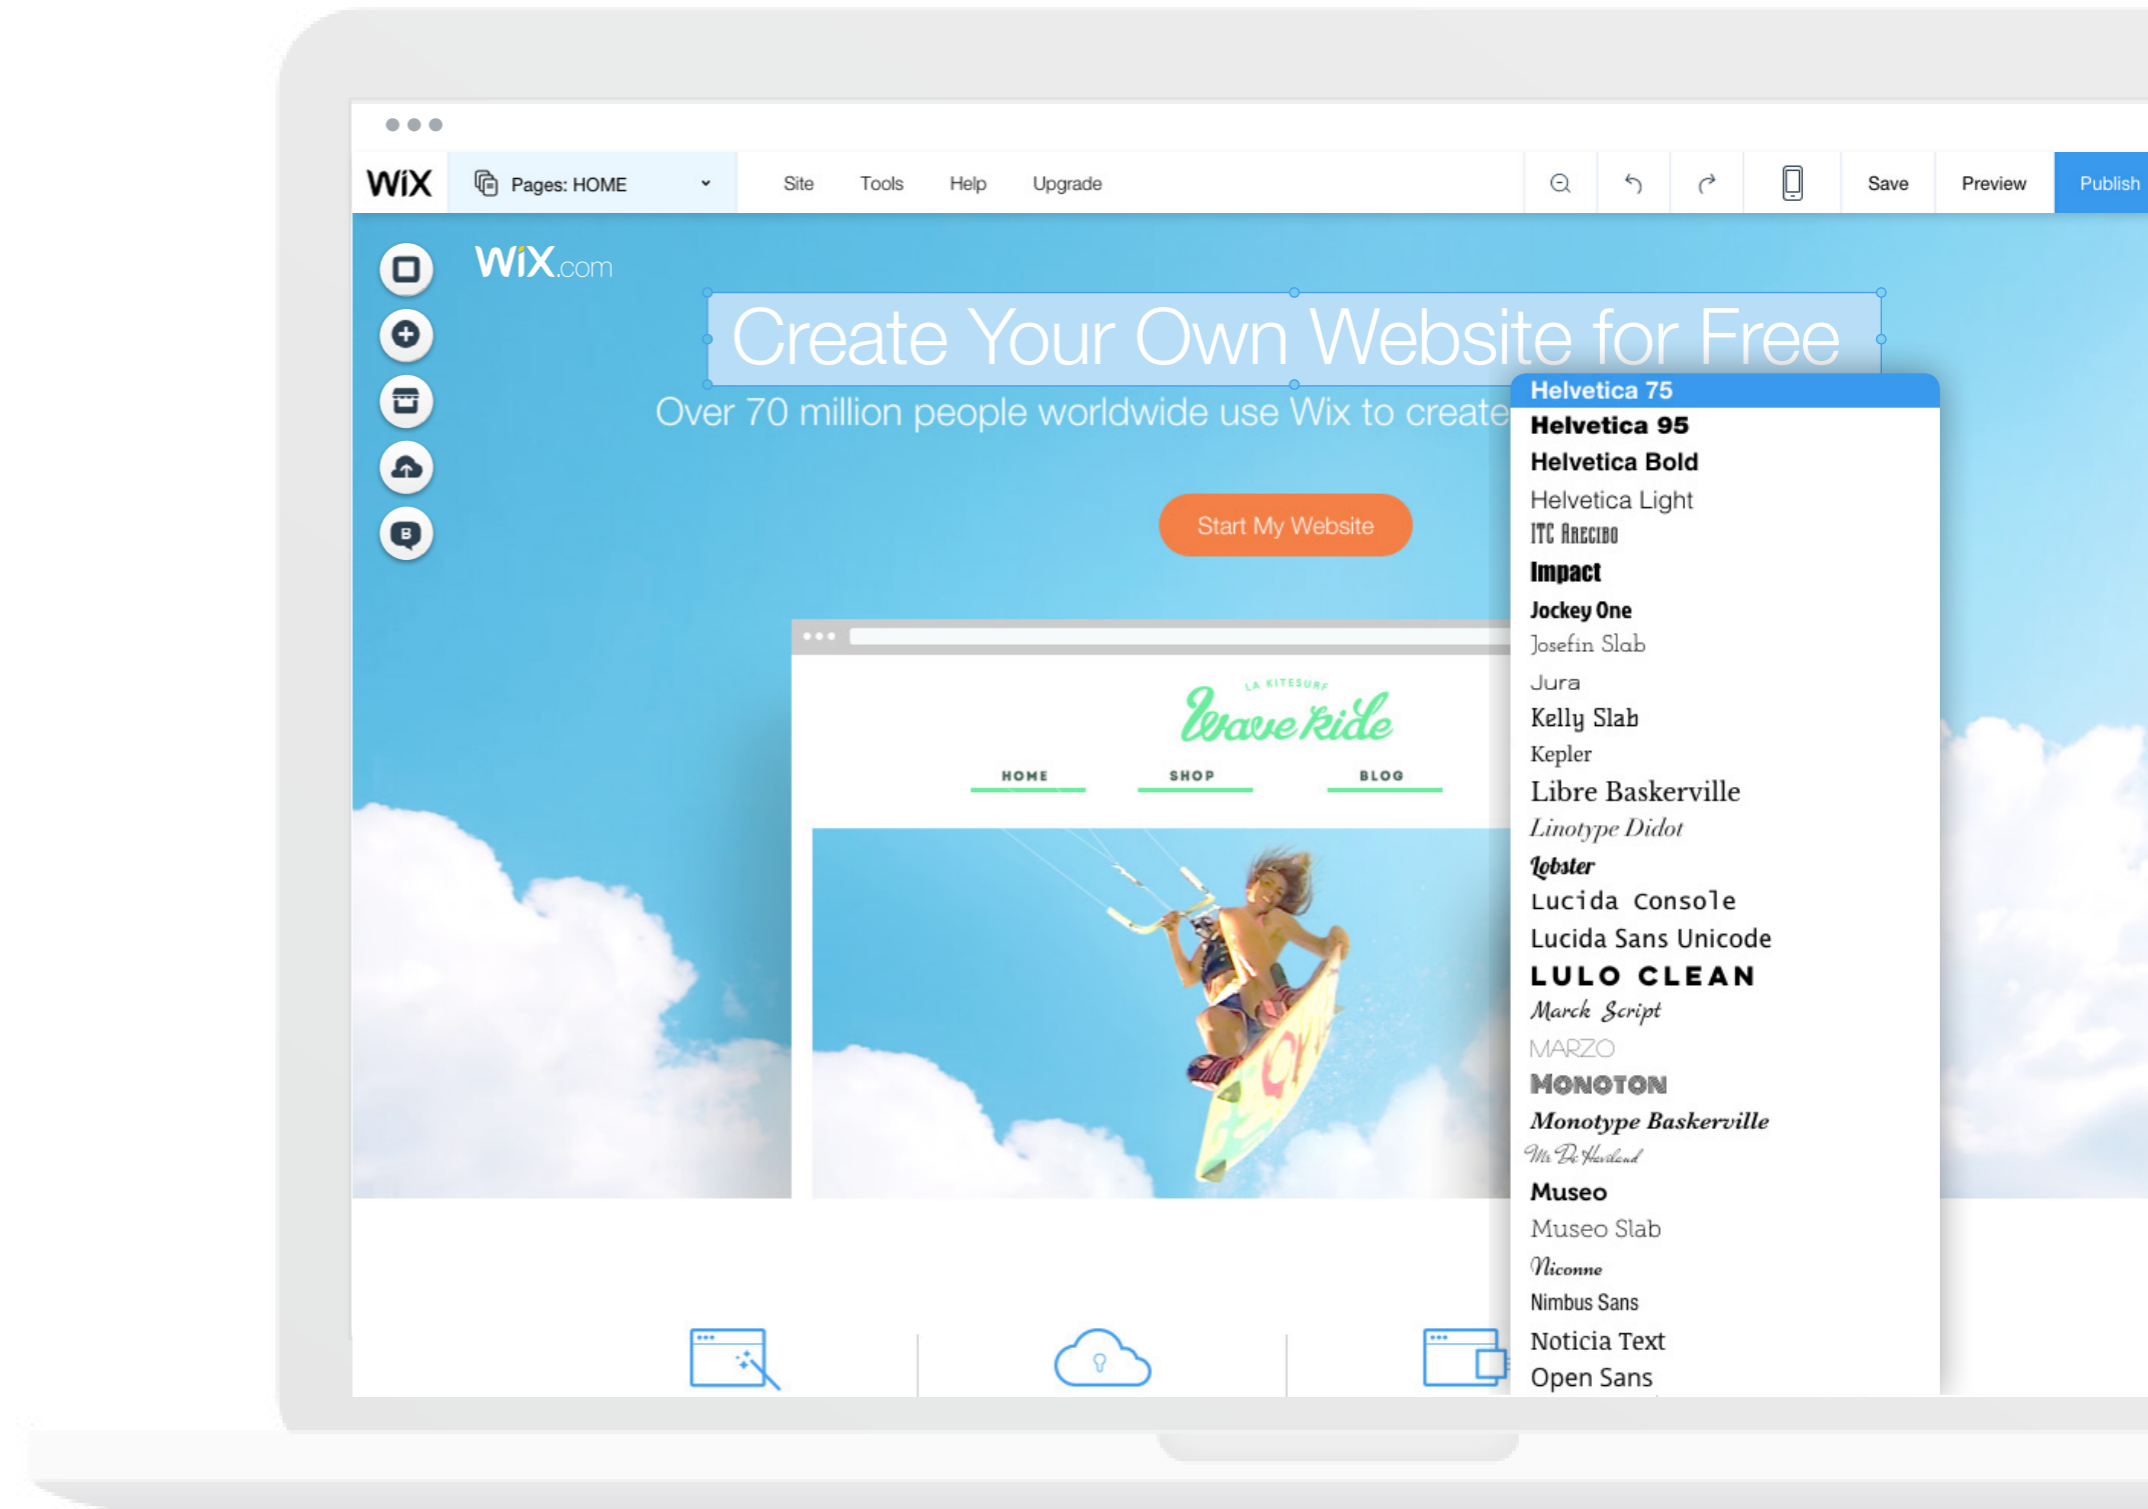 WiX
Pages: HOME
Site Tools Help Upgrade
Save Preview Publish
WiX.com
Create Your Own Website for Free
Over 70 million people worldwide use Wix to create
Start My Website
B
LA KITESURF
Wave Ride
HOME SHOP BLOG
Helvetica 75
Helvetica 95
Helvetica Bold
Helvetica Light
ITC ARECIBO
Impact
Jockey One
Josefin Slab
Jura
Kelly Slab
Kepler
Libre Baskerville
Linotype Didot
Lobster
Lucida Console
Lucida Sans Unicode
LULO CLEAN
Marck Script
MARZO
MONOTON
Monotype Baskerville
Mr De Haviland
Museo
Museo Slab
Niconne
Nimbus Sans
Noticia Text
Open Sans